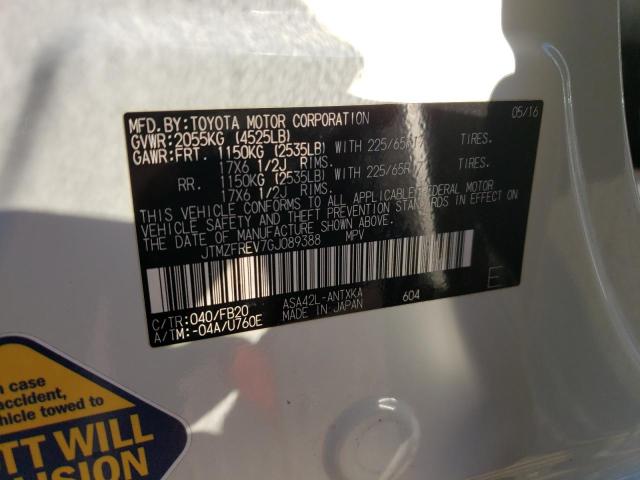 MFD.BY:TOYOTA MOTOR CORPORATION 05/16
GVWR:2055KG (4525LB)
GAWR:FRT. 1150KG (2535LB) WITH 225/65R17 TIRES.
17X6 1/2J RIMS.
RR. 1150KG (2535LB) WITH 225/65R TIRES.
17X6 1/2J RIMS.
THIS VEHICLE CONFORMS TO ALL APPLICABLE FEDERAL MOTOR
VEHICLE SAFETY AND THEFT PREVENTION STANDARDS IN EFFECT ON
THE DATE OF MANUFACTURE SHOWN ABOVE.
JTMZFREV7GJ089388 MPV
E
ASA42L-ANTXKA 604
C/TR:040/FB20 MADE IN JAPAN
A/TM:-04A/U760E
n case
accident,
hicle towed to
TT WILL
ISION